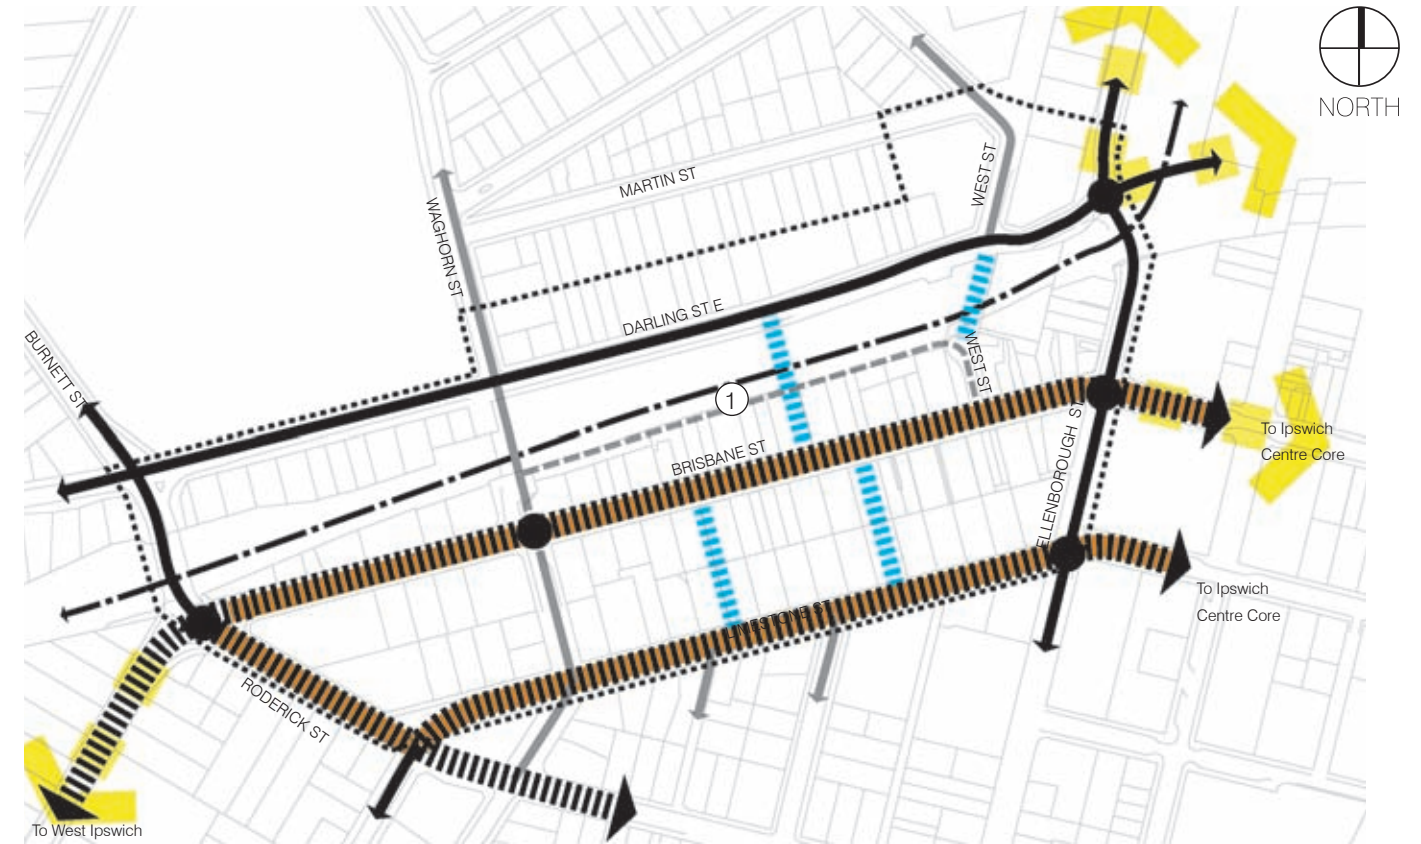 NORTH
MARTIN ST
WEST ST
WAGHORN ST
DARLING ST E
BURNETT ST
WEST ST
1
BRISBANE ST
ELLENBOROUGH ST
To Ipswich
Centre Core
To Ipswich
Centre Core
LIMESTONE ST
RODERICK ST
To West Ipswich